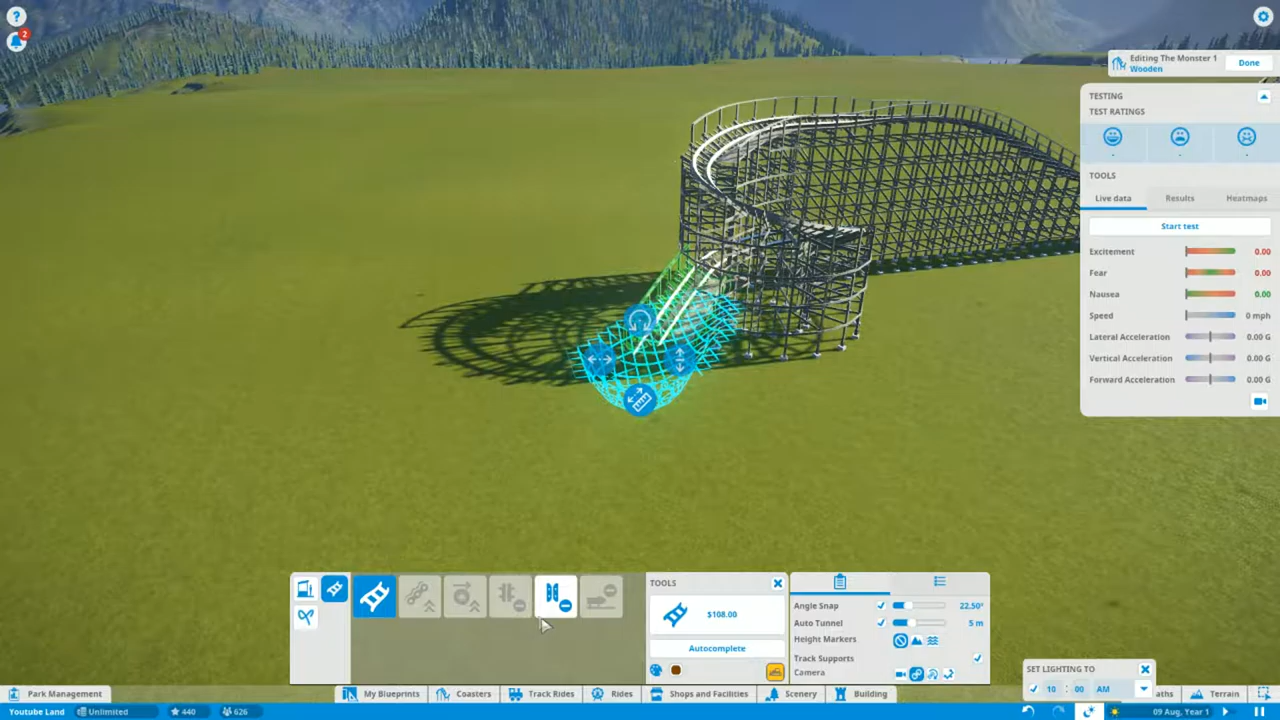 ?
2
Editing The Monster 1
Wooden
Done
TESTING
TEST RATINGS
- - -
TOOLS
Live data Results Heatmaps
Start test
Excitement 0.00
Fear 0.00
Nausea 0.00
Speed 0 mph
Lateral Acceleration 0.00 G
Vertical Acceleration 0.00 G
Forward Acceleration 0.00 G
TOOLS
$108.00
Autocomplete
Angle Snap 22.50°
Auto Tunnel 5 m
Height Markers
Track Supports
Camera
SET LIGHTING TO
10 : 00 AM
Park Management My Blueprints Coasters Track Rides Rides Shops and Facilities Scenery Building aths Terrain
Youtube Land Unlimited 440 626 09 Aug, Year 1